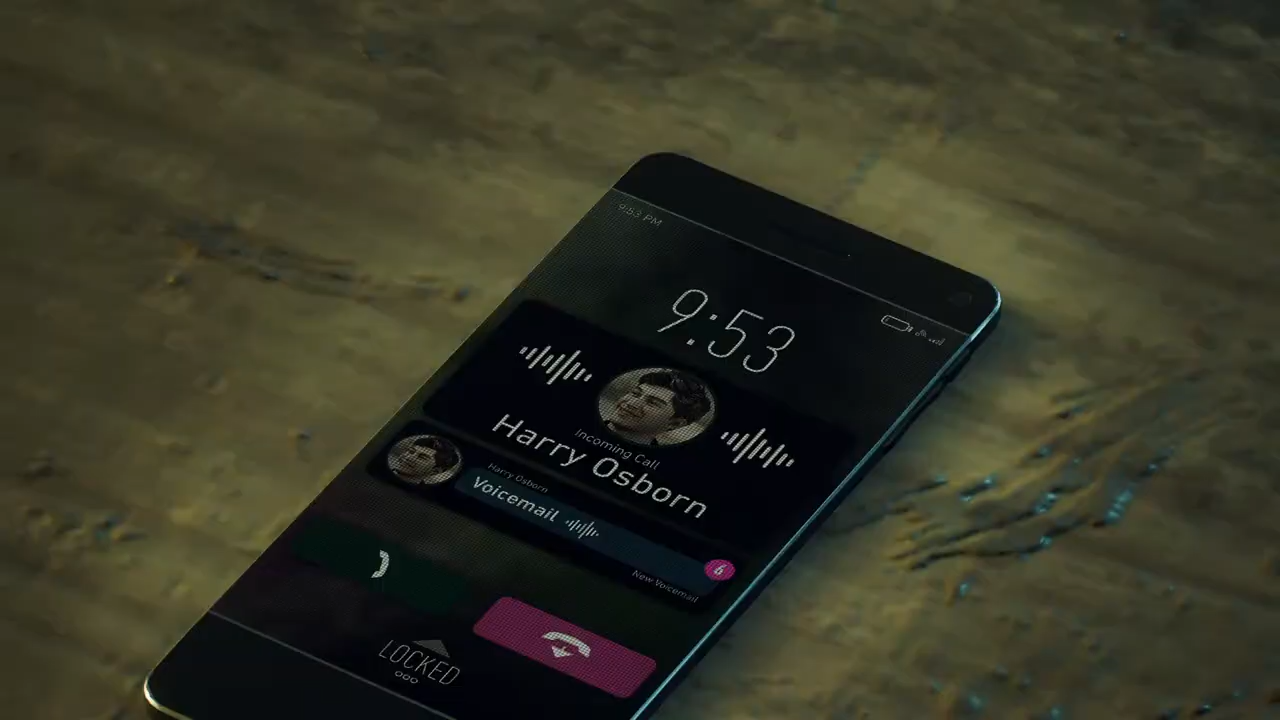 9:53 PM
9:53
Incoming Call
Harry Osborn
Harry Osborn
Voicemail
6
New Voicemail
LOCKED